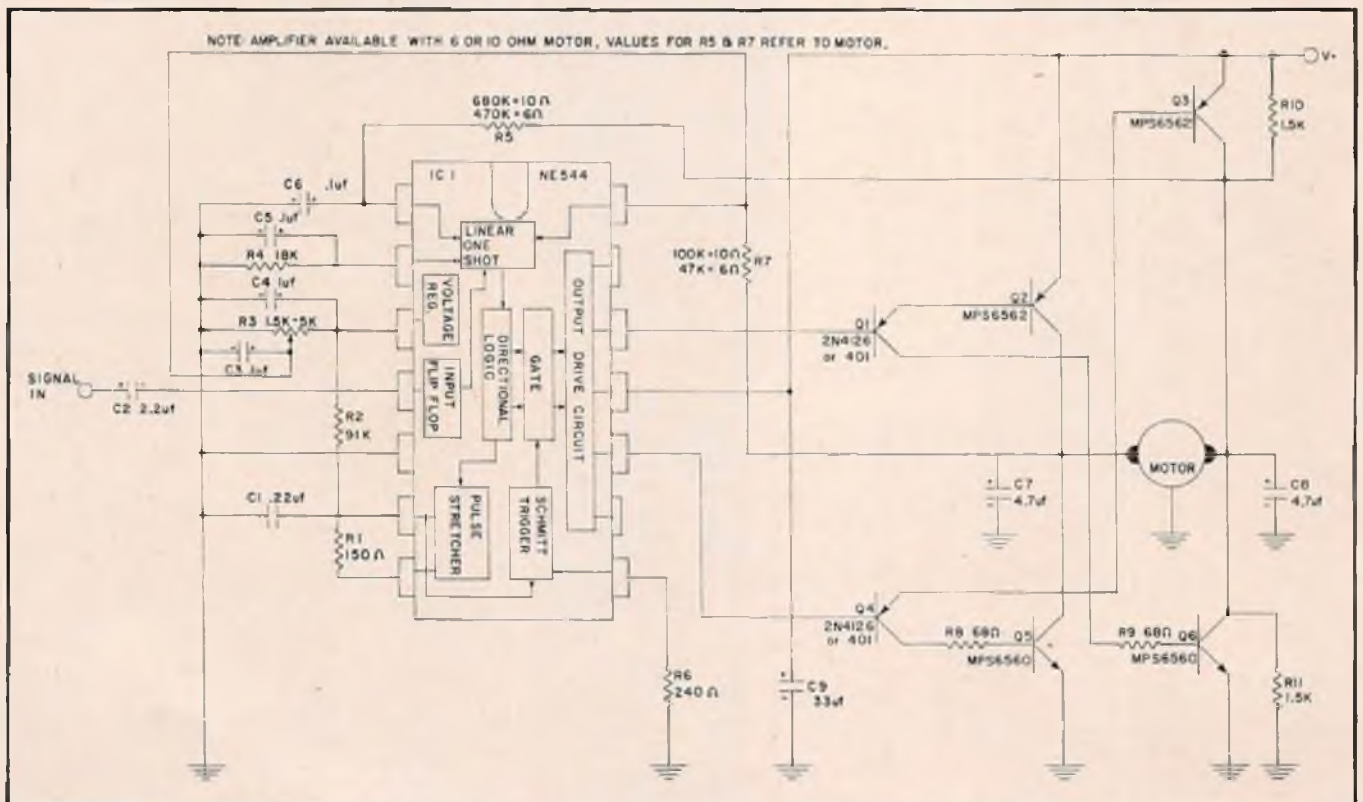 NOTE: AMPLIFIER AVAILABLE WITH 6 OR 10 OHM MOTOR, VALUES FOR R5 & R7 REFER TO MOTOR.
V+
Q3
MPS6562
R10
1.5K
680K=10Ω
470K=6Ω
R5
IC 1
NE544
C6 .1uf
C5 .1uf
R4 18K
C4 .1uf
R3 1.5K-5K
C3 .1uf
LINEAR
ONE
SHOT
VOLTAGE
REG.
DIRECTIONAL
LOGIC
GATE
OUTPUT DRIVE CIRCUIT
INPUT
FLIP FLOP
100K=10Ω
47K=6Ω
R7
Q2
MPS6562
Q1
2N4126
or 401
SIGNAL
IN
C2 2.2uf
R2
91K
MOTOR
C7
4.7uf
C8
4.7uf
C1 .22uf
R1
150Ω
PULSE
STRETCHER
SCHMITT
TRIGGER
Q4
2N4126
or 401
R8 68Ω
Q5
MPS6560
R9 68Ω
Q6
MPS6560
R6
240Ω
C9
33uf
R11
1.5K